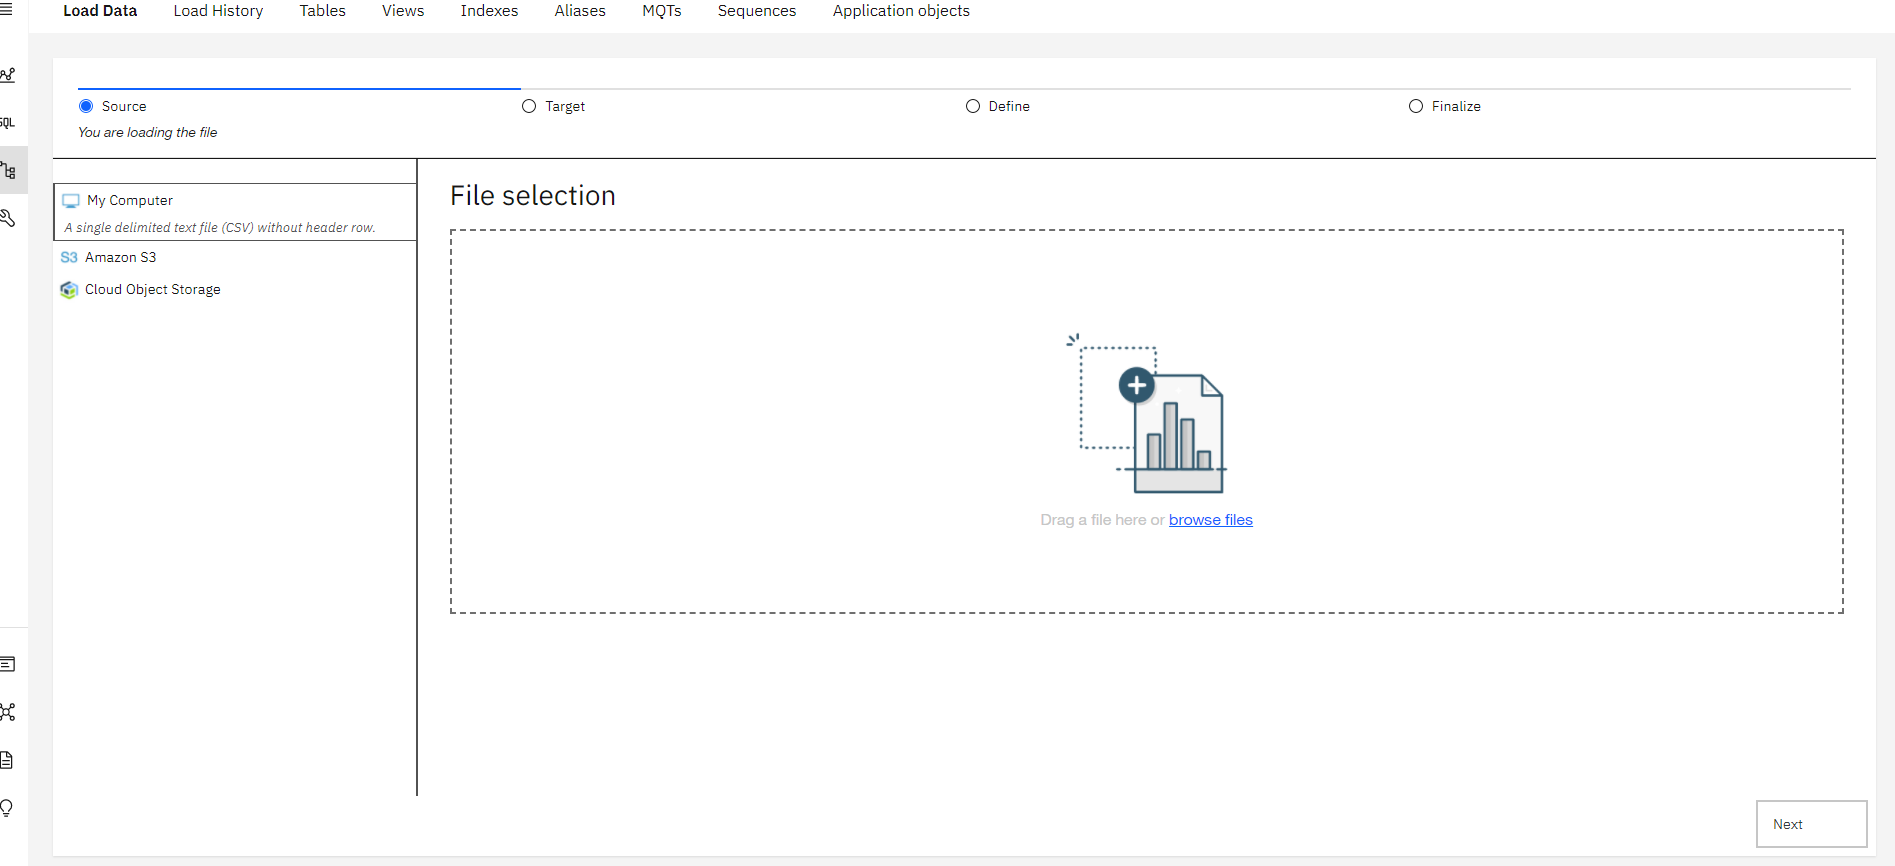 Load Data Load History Tables Views Indexes Aliases MQTs Sequences Application objects
Source Target Define Finalize
You are loading the file
SQL
My Computer
A single delimited text file (CSV) without header row.
S3 Amazon S3
Cloud Object Storage
File selection
Drag a file here or browse files
Next